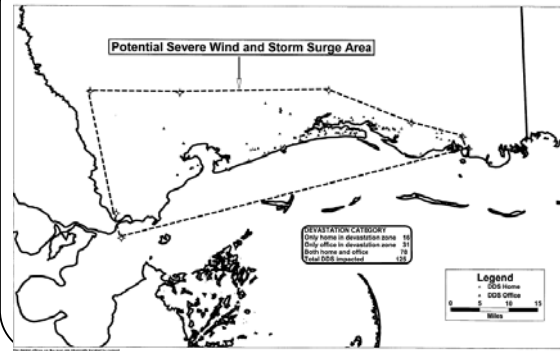 Potential Severe Wind and Storm Surge Area
DEVASTATION CATEGORY
Only home in devastation zone 16
Only office in devastation zone 31
Both home and office 78
Total DDS impacted 125
Legend
DDS Home
DDS Office
0 5 10 15
Miles